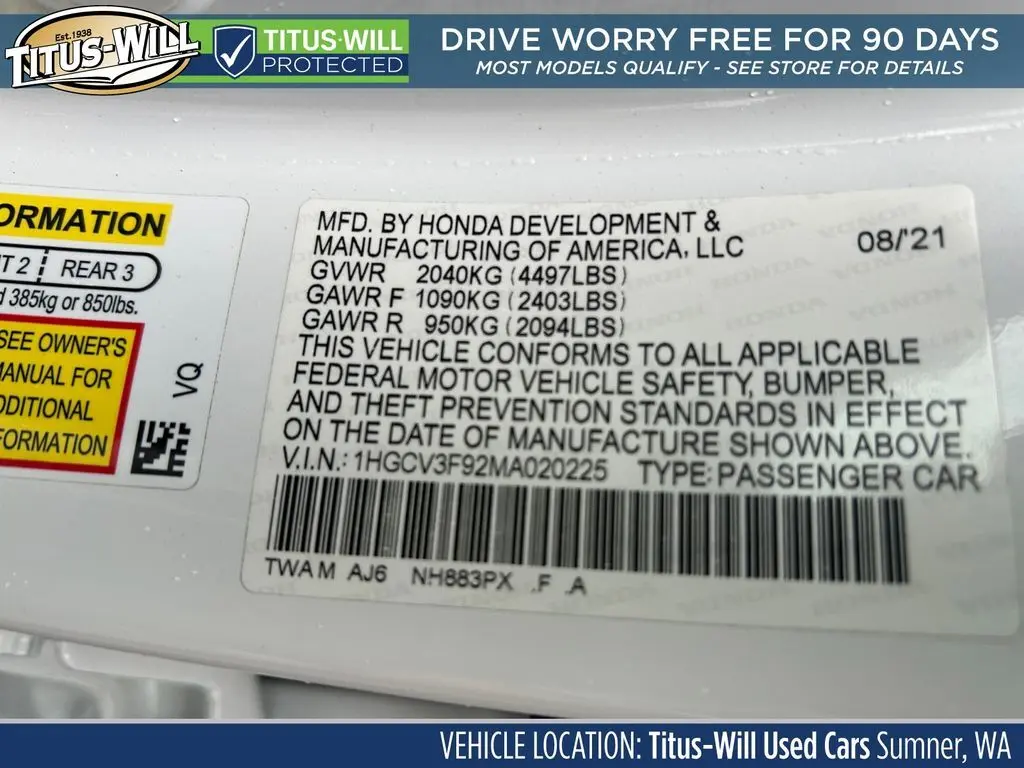 Est. 1938
TITUS-WILL
TITUS-WILL
PROTECTED
DRIVE WORRY FREE FOR 90 DAYS
MOST MODELS QUALIFY - SEE STORE FOR DETAILS
ORMATION
T 2 REAR 3
d 385kg or 850lbs.
SEE OWNER'S
MANUAL FOR
DDITIONAL
FORMATION
VQ
MFD. BY HONDA DEVELOPMENT &
MANUFACTURING OF AMERICA, LLC 08/'21
GVWR 2040KG (4497LBS)
GAWR F 1090KG (2403LBS)
GAWR R 950KG (2094LBS)
THIS VEHICLE CONFORMS TO ALL APPLICABLE
FEDERAL MOTOR VEHICLE SAFETY, BUMPER,
AND THEFT PREVENTION STANDARDS IN EFFECT
ON THE DATE OF MANUFACTURE SHOWN ABOVE.
V.I.N.: 1HGCV3F92MA020225 TYPE: PASSENGER CAR
TWA M AJ6 NH883PX .F .A
VEHICLE LOCATION: Titus-Will Used Cars Sumner, WA